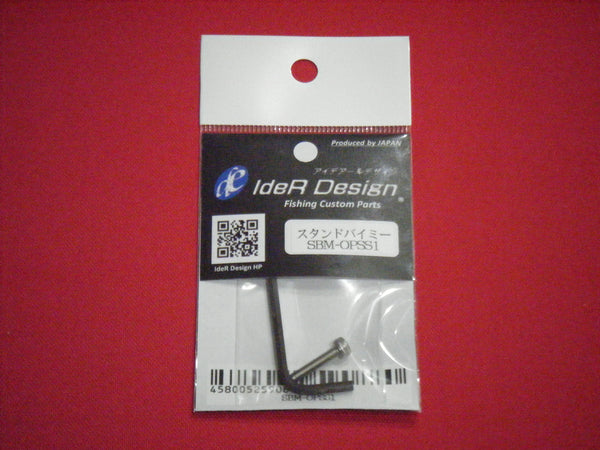 Produced by JAPAN
アイデアールデザイン
IdeR Design®
Fishing Custom Parts
スタンドバイミー
SBM-OPSS1
IdeR Design HP
SBM-OPSS1